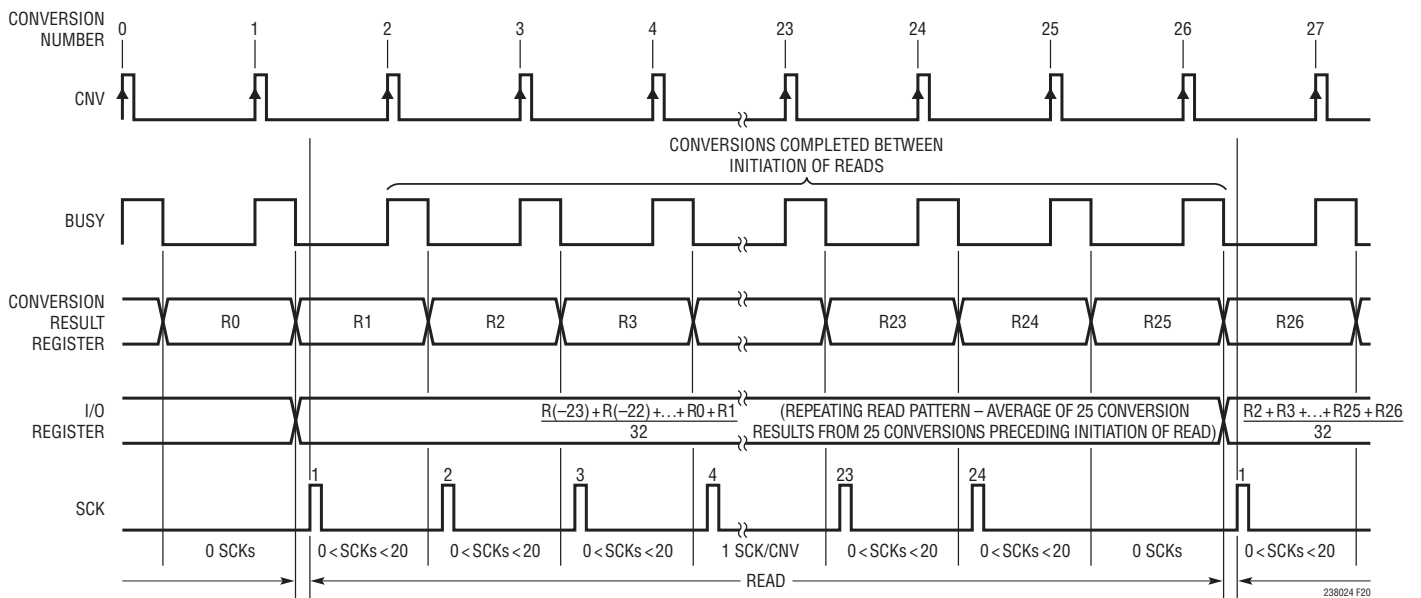 CONVERSION
NUMBER
0 1 2 3 4 23 24 25 26 27
CNV
CONVERSIONS COMPLETED BETWEEN
INITIATION OF READS
BUSY
CONVERSION
RESULT
REGISTER
R0 R1 R2 R3 R23 R24 R25 R26
I/O
REGISTER
R(–23) + R(–22) +…+ R0 + R1
32
(REPEATING READ PATTERN – AVERAGE OF 25 CONVERSION
RESULTS FROM 25 CONVERSIONS PRECEDING INITIATION OF READ)
R2 + R3 +…+ R25 + R26
32
1 2 3 4 23 24 1
SCK
0 SCKs 0 < SCKs < 20 0 < SCKs < 20 0 < SCKs < 20 1 SCK/CNV 0 < SCKs < 20 0 < SCKs < 20 0 SCKs 0 < SCKs < 20
READ
238024 F20